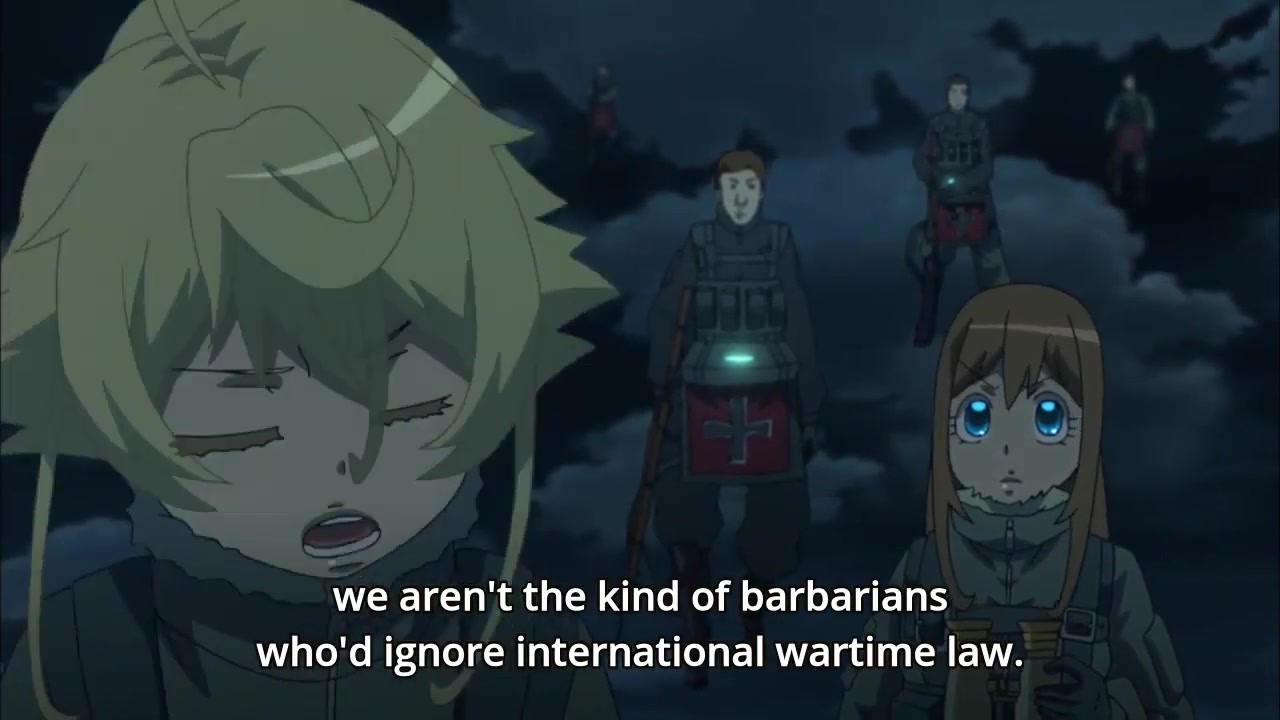 we aren't the kind of barbarians
who'd ignore international wartime law.